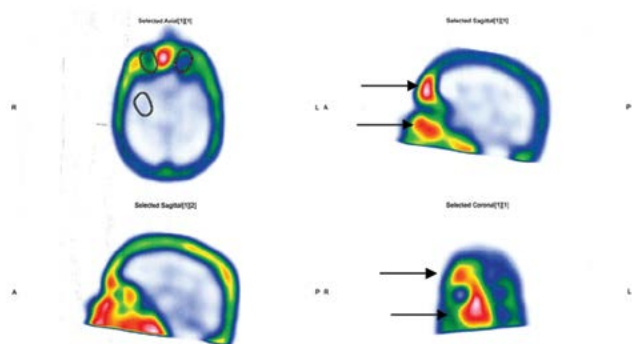 Selected Axial[1][1]
Selected Sagittal[1][1]
R
L A
P
Selected Sagittal[1][2]
Selected Coronal[1][1]
A
P R
L